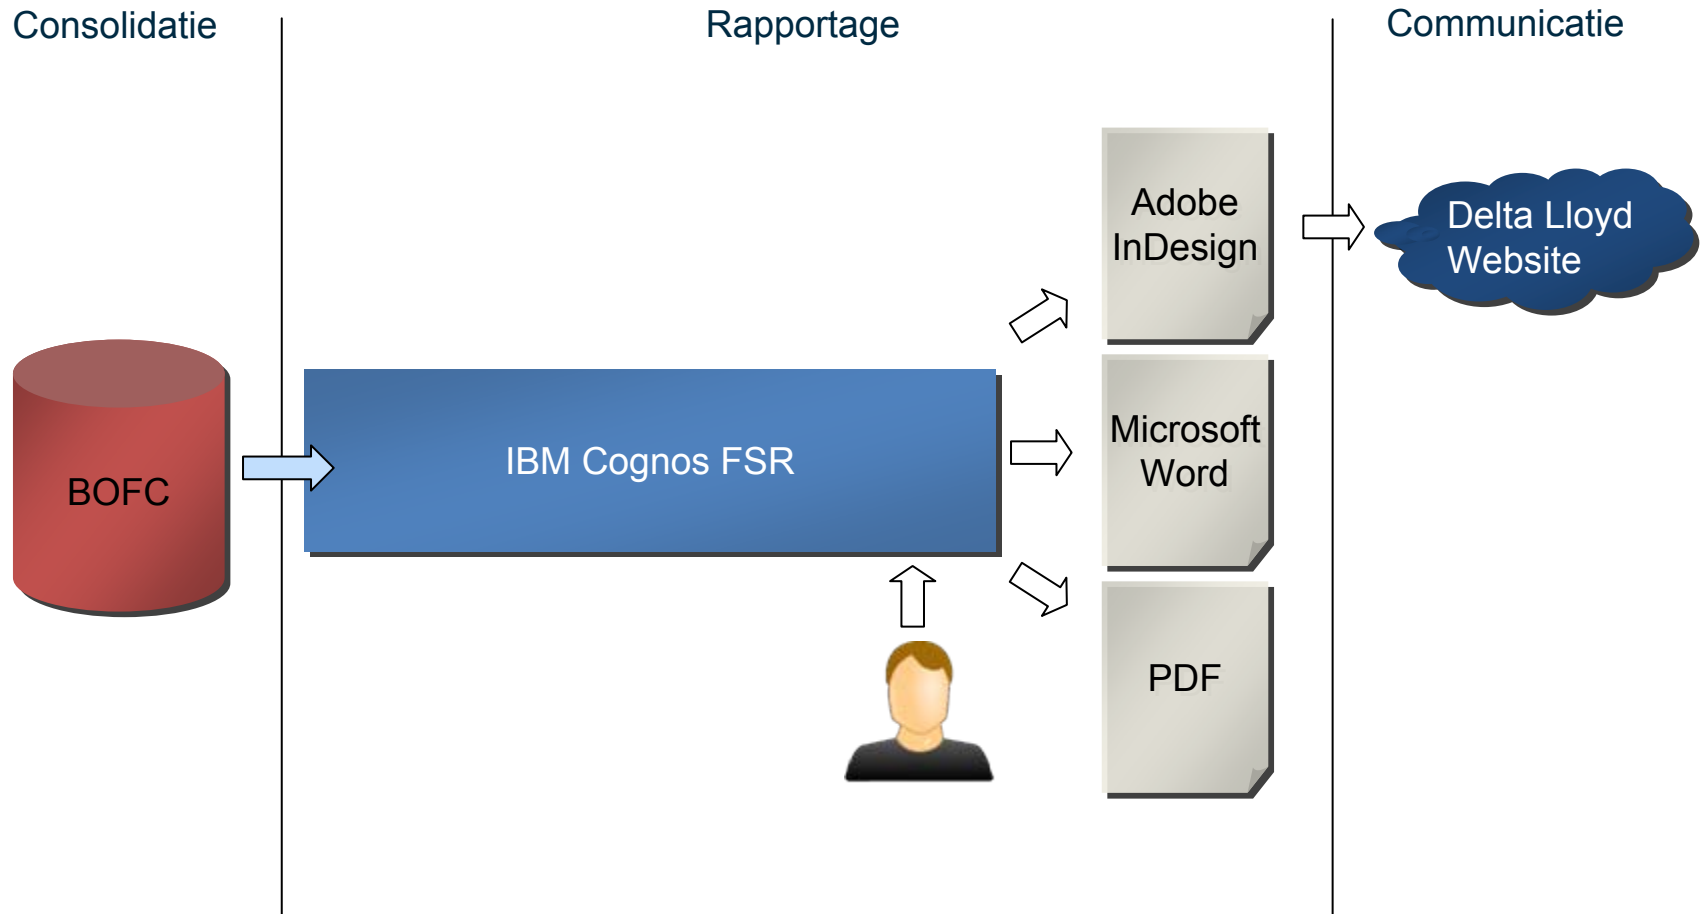 Consolidatie
Rapportage
Communicatie
Adobe
InDesign
Delta Lloyd
Website
Microsoft
Word
IBM Cognos FSR
BOFC
PDF